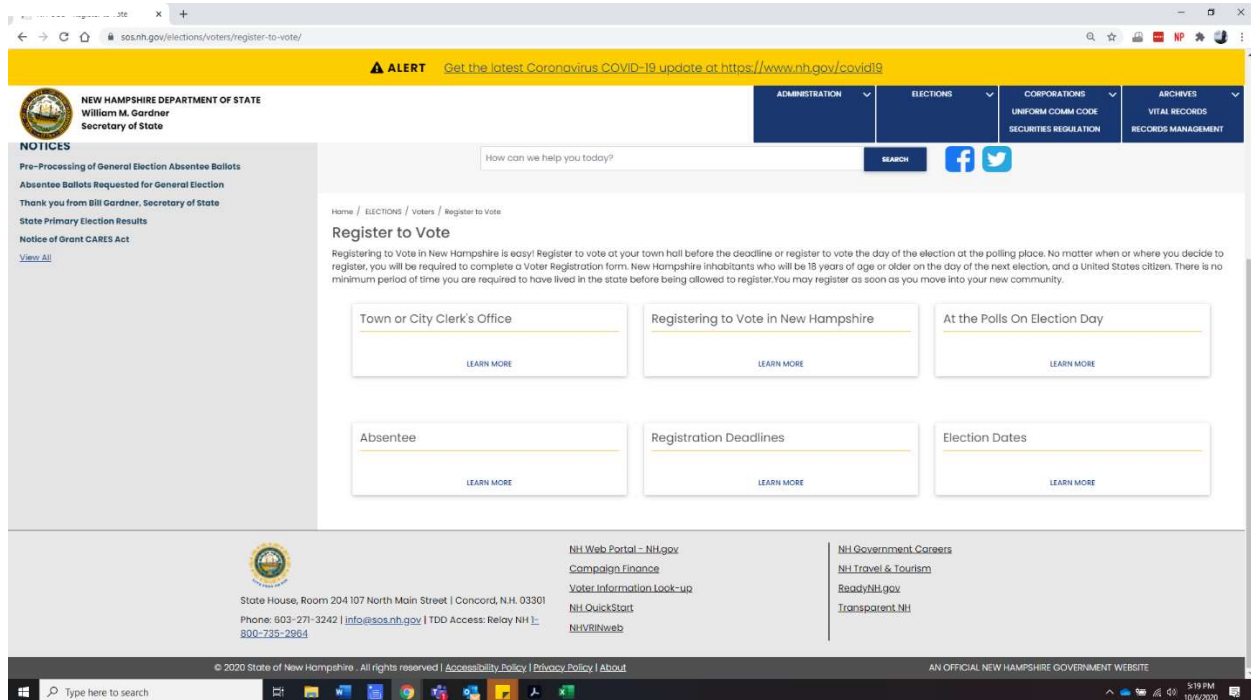 sos.nh.gov/elections/voters/register-to-vote/
NP
ALERT Get the latest Coronavirus COVID-19 update at https://www.nh.gov/covid19
NEW HAMPSHIRE DEPARTMENT OF STATE
William M. Gardner
Secretary of State
ADMINISTRATION
ELECTIONS
CORPORATIONS
UNIFORM COMM CODE
SECURITIES REGULATION
ARCHIVES
VITAL RECORDS
RECORDS MANAGEMENT
NOTICES
Pre-Processing of General Election Absentee Ballots
Absentee Ballots Requested for General Election
Thank you from Bill Gardner, Secretary of State
State Primary Election Results
Notice of Grant CARES Act
View All
How can we help you today?
SEARCH
Home / ELECTIONS / Voters / Register to Vote
Register to Vote
Registering to Vote in New Hampshire is easy! Register to vote at your town hall before the deadline or register to vote the day of the election at the polling place. No matter when or where you decide to
register, you will be required to complete a Voter Registration form. New Hampshire inhabitants who will be 18 years of age or older on the day of the next election, and a United States citizen. There is no
minimum period of time you are required to have lived in the state before being allowed to register.You may register as soon as you move into your new community.
Town or City Clerk's Office
LEARN MORE
Registering to Vote in New Hampshire
LEARN MORE
At the Polls On Election Day
LEARN MORE
Absentee
LEARN MORE
Registration Deadlines
LEARN MORE
Election Dates
LEARN MORE
State House, Room 204 107 North Main Street | Concord, N.H. 03301
Phone: 603-271-3242 | info@sos.nh.gov | TDD Access: Relay NH 1-
800-735-2964
NH Web Portal - NH.gov
Campaign Finance
Voter Information Look-up
NH QuickStart
NHVRINweb
NH Government Careers
NH Travel & Tourism
ReadyNH.gov
Transparent NH
© 2020 State of New Hampshire . All rights reserved | Accessibility Policy | Privacy Policy | About
AN OFFICIAL NEW HAMPSHIRE GOVERNMENT WEBSITE
Type here to search
5:19 PM
10/6/2020